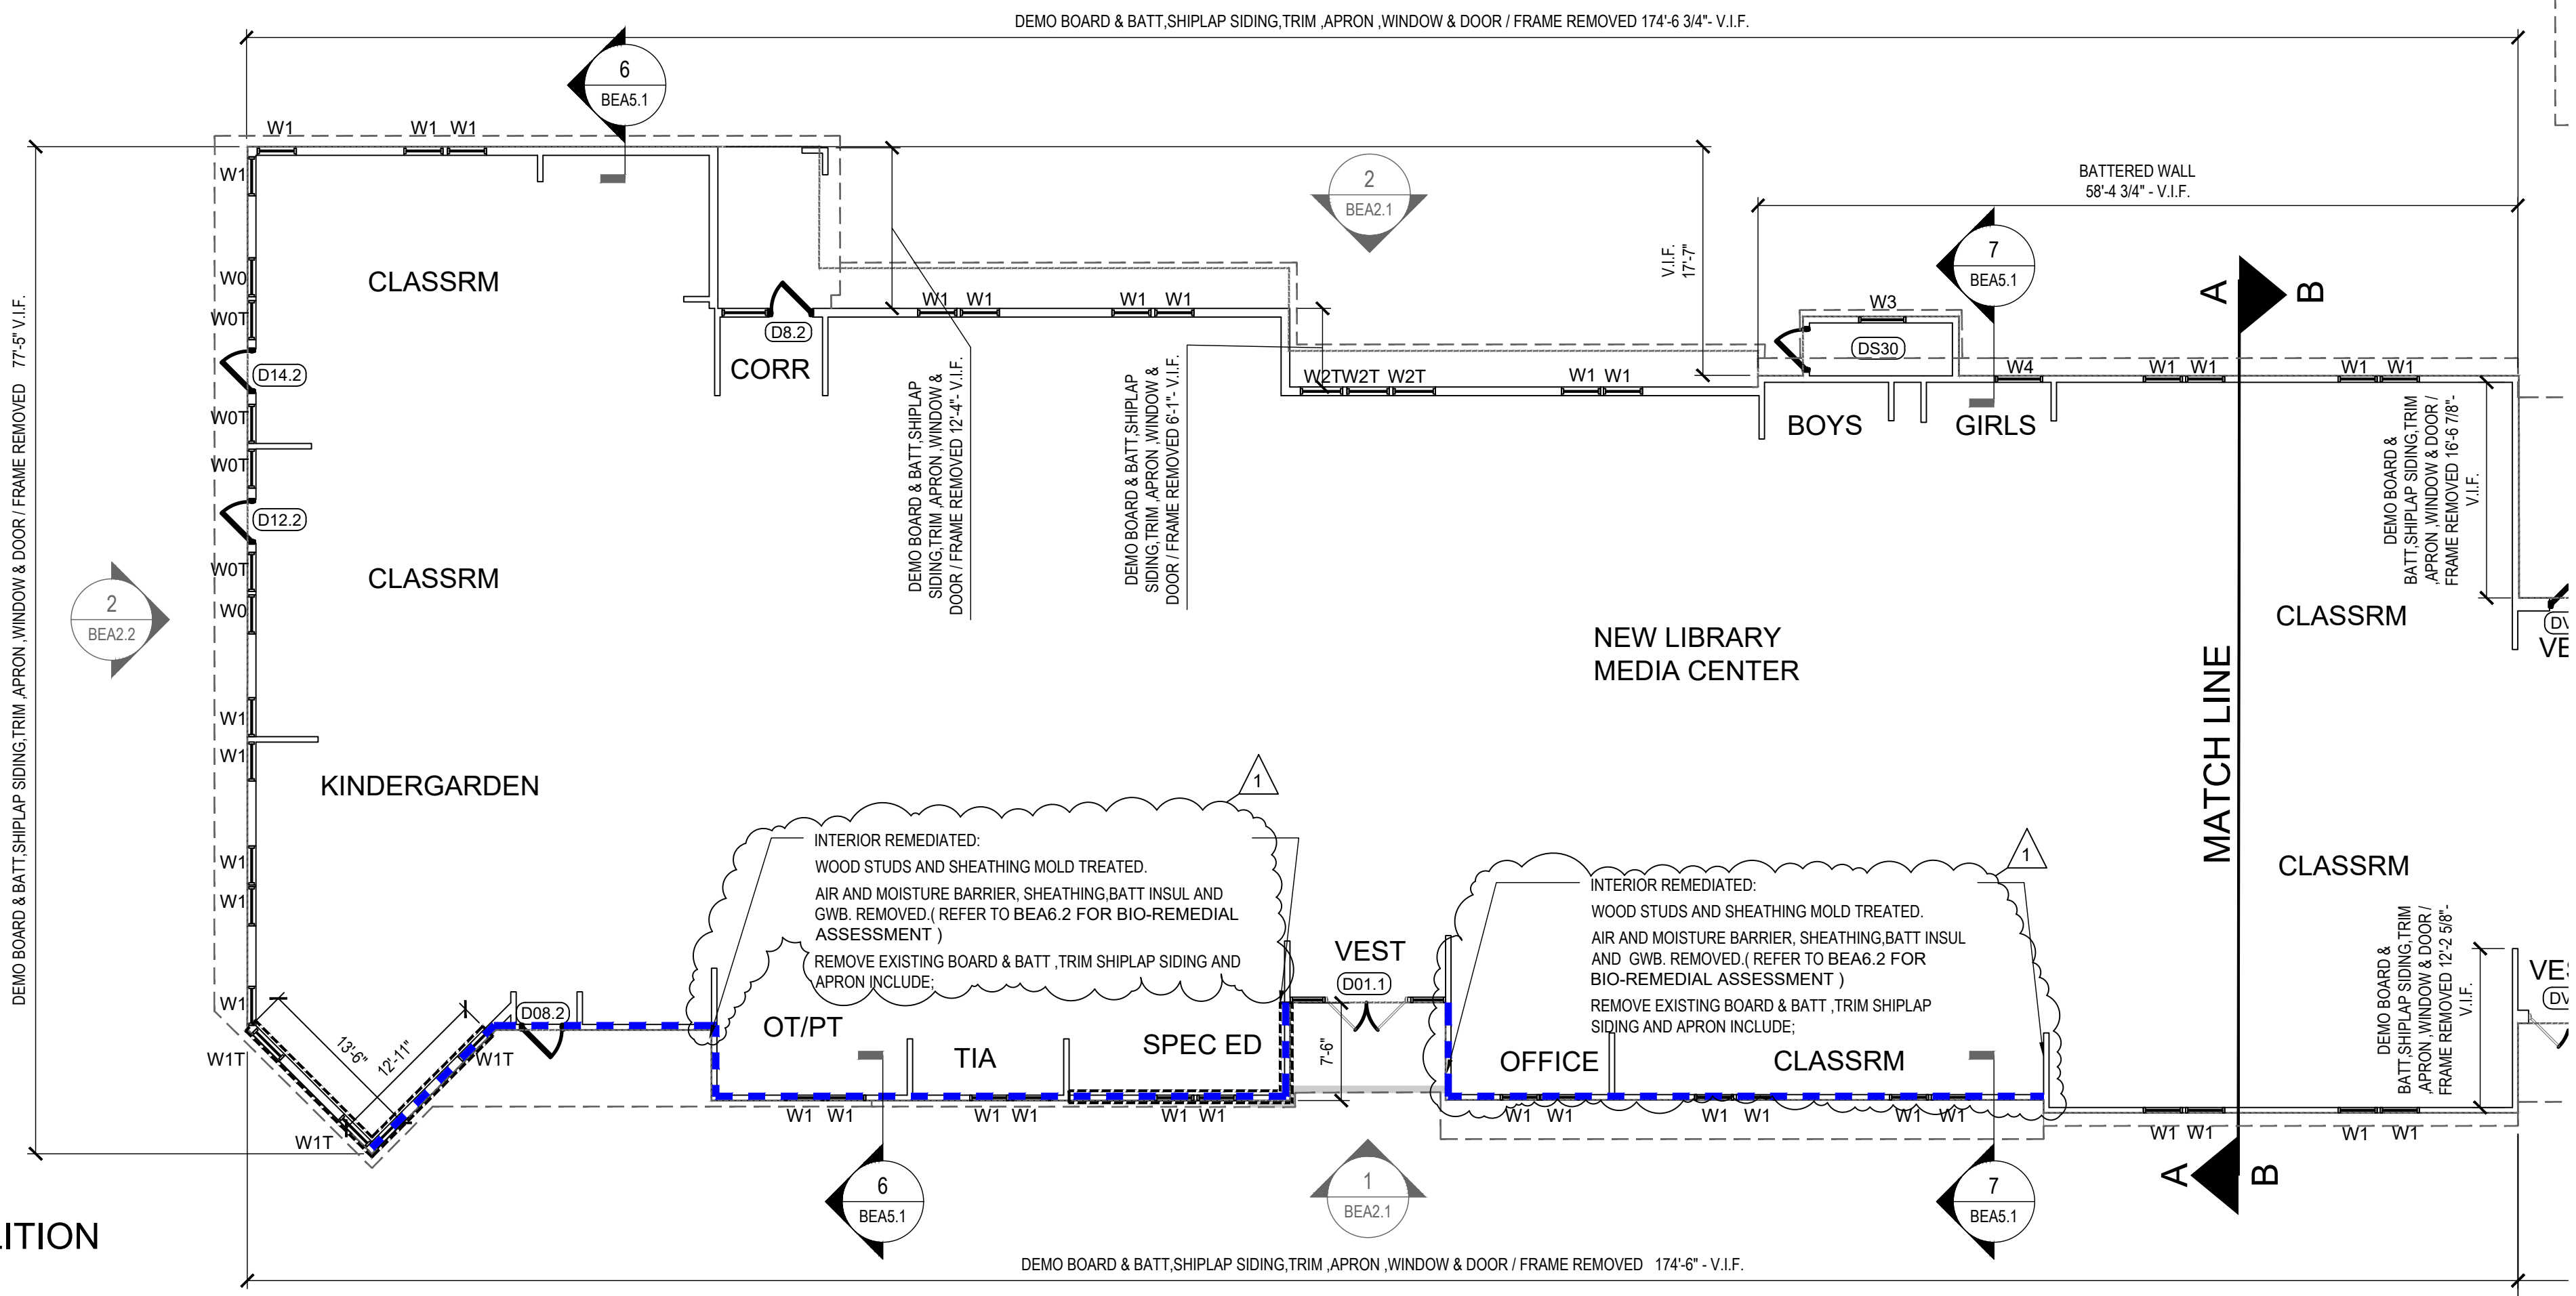 DEMO BOARD & BATT,SHIPLAP SIDING,TRIM ,APRON ,WINDOW & DOOR / FRAME REMOVED 174'-6 3/4"- V.I.F.
6
BEA5.1
2
BEA2.1
BATTERED WALL
58'-4 3/4" - V.I.F.
7
BEA5.1
V.I.F.
17'-7"
A
B
DEMO BOARD & BATT,SHIPLAP SIDING,TRIM ,APRON ,WINDOW & DOOR / FRAME REMOVED 77'-5" V.I.F.
W1
W1 W1
W1
W0
W0T
D14.2
W0T
W0T
D12.2
W0T
W0
W1
W1
W1
W1
W1
CLASSRM
CLASSRM
KINDERGARDEN
D8.2
CORR
W1 W1
W1 W1
W2T W2T W2T
W1 W1
W3
DS30
W4
W1 W1
W1 W1
BOYS
GIRLS
DEMO BOARD & BATT,SHIPLAP
SIDING,TRIM ,APRON ,WINDOW &
DOOR / FRAME REMOVED 12'-4"- V.I.F.
DEMO BOARD & BATT,SHIPLAP
SIDING,TRIM ,APRON ,WINDOW &
DOOR / FRAME REMOVED 6'-1"- V.I.F
DEMO BOARD &
BATT,SHIPLAP SIDING,TRIM
,APRON ,WINDOW & DOOR /
FRAME REMOVED 16'-6 7/8"-
V.I.F.
2
BEA2.2
NEW LIBRARY
MEDIA CENTER
MATCH LINE
CLASSRM
DV
VE
CLASSRM
1
INTERIOR REMEDIATED:
WOOD STUDS AND SHEATHING MOLD TREATED.
AIR AND MOISTURE BARRIER, SHEATHING,BATT INSUL AND
GWB. REMOVED.( REFER TO BEA6.2 FOR BIO-REMEDIAL
ASSESSMENT )
REMOVE EXISTING BOARD & BATT ,TRIM SHIPLAP SIDING AND
APRON INCLUDE;
1
INTERIOR REMEDIATED:
WOOD STUDS AND SHEATHING MOLD TREATED.
AIR AND MOISTURE BARRIER, SHEATHING,BATT INSUL
AND GWB. REMOVED.( REFER TO BEA6.2 FOR
BIO-REMEDIAL ASSESSMENT )
REMOVE EXISTING BOARD & BATT ,TRIM SHIPLAP
SIDING AND APRON INCLUDE;
VEST
D01.1
7'-6"
DEMO BOARD &
BATT,SHIPLAP SIDING,TRIM
,APRON ,WINDOW & DOOR /
FRAME REMOVED 12'-2 5/8"-
V.I.F.
VES
DV
D08.2
OT/PT
TIA
SPEC ED
OFFICE
CLASSRM
13'-6"
12'-11"
W1T
W1T
W1T
W1 W1
W1 W1
W1 W1
W1 W1
W1 W1
W1 W1
W1 W1
W1 W1
6
BEA5.1
1
BEA2.1
7
BEA5.1
A
B
LITION
DEMO BOARD & BATT,SHIPLAP SIDING,TRIM ,APRON ,WINDOW & DOOR / FRAME REMOVED 174'-6" - V.I.F.